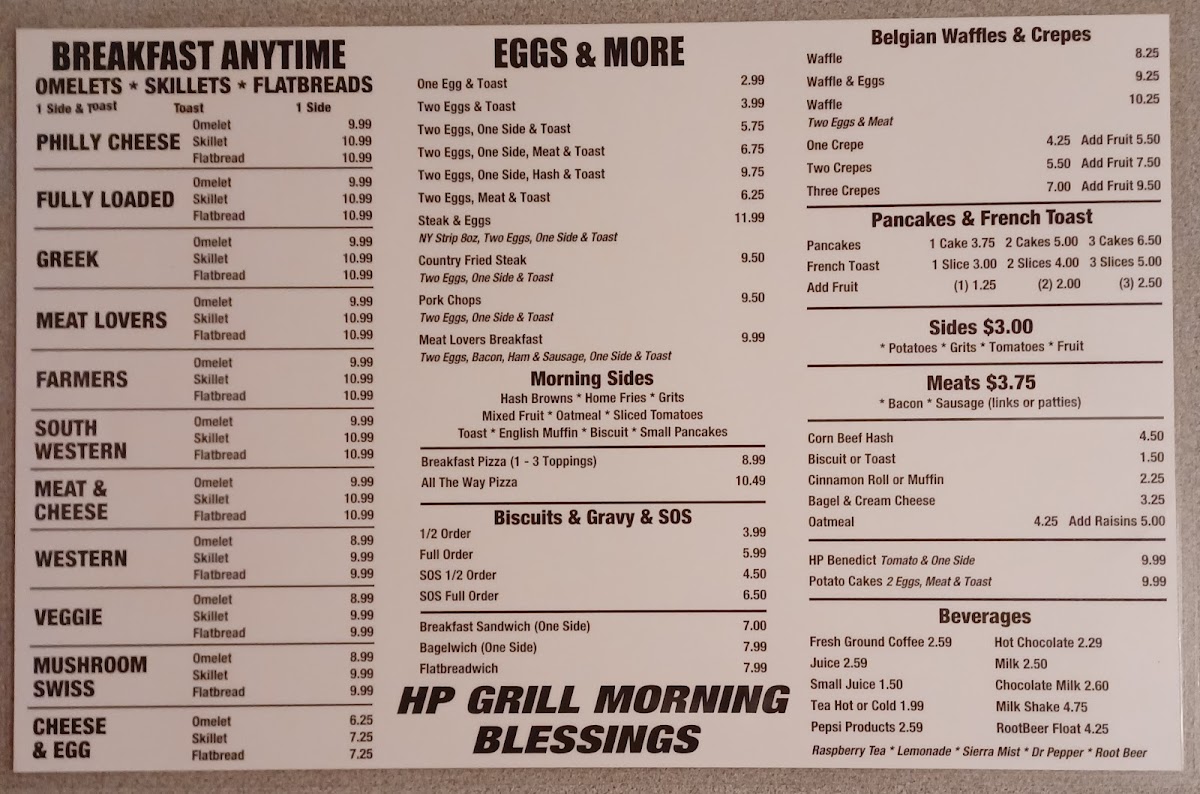 BREAKFAST ANYTIME
OMELETS * SKILLETS * FLATBREADS
1 Side & Toast Toast 1 Side
PHILLY CHEESE
Omelet 9.99
Skillet 10.99
Flatbread 10.99
FULLY LOADED
Omelet 9.99
Skillet 10.99
Flatbread 10.99
GREEK
Omelet 9.99
Skillet 10.99
Flatbread 10.99
MEAT LOVERS
Omelet 9.99
Skillet 10.99
Flatbread 10.99
FARMERS
Omelet 9.99
Skillet 10.99
Flatbread 10.99
SOUTH
WESTERN
Omelet 9.99
Skillet 10.99
Flatbread 10.99
MEAT &
CHEESE
Omelet 9.99
Skillet 10.99
Flatbread 10.99
WESTERN
Omelet 8.99
Skillet 9.99
Flatbread 9.99
VEGGIE
Omelet 8.99
Skillet 9.99
Flatbread 9.99
MUSHROOM
SWISS
Omelet 8.99
Skillet 9.99
Flatbread 9.99
CHEESE
& EGG
Omelet 6.25
Skillet 7.25
Flatbread 7.25
EGGS & MORE
One Egg & Toast 2.99
Two Eggs & Toast 3.99
Two Eggs, One Side & Toast 5.75
Two Eggs, One Side, Meat & Toast 6.75
Two Eggs, One Side, Hash & Toast 9.75
Two Eggs, Meat & Toast 6.25
Steak & Eggs 11.99
NY Strip 8oz, Two Eggs, One Side & Toast
Country Fried Steak 9.50
Two Eggs, One Side & Toast
Pork Chops 9.50
Two Eggs, One Side & Toast
Meat Lovers Breakfast 9.99
Two Eggs, Bacon, Ham & Sausage, One Side & Toast
Morning Sides
Hash Browns * Home Fries * Grits
Mixed Fruit * Oatmeal * Sliced Tomatoes
Toast * English Muffin * Biscuit * Small Pancakes
Breakfast Pizza (1 - 3 Toppings) 8.99
All The Way Pizza 10.49
Biscuits & Gravy & SOS
1/2 Order 3.99
Full Order 5.99
SOS 1/2 Order 4.50
SOS Full Order 6.50
Breakfast Sandwich (One Side) 7.00
Bagelwich (One Side) 7.99
Flatbreadwich 7.99
HP GRILL MORNING
BLESSINGS
Belgian Waffles & Crepes
Waffle 8.25
Waffle & Eggs 9.25
Waffle 10.25
Two Eggs & Meat
One Crepe 4.25 Add Fruit 5.50
Two Crepes 5.50 Add Fruit 7.50
Three Crepes 7.00 Add Fruit 9.50
Pancakes & French Toast
Pancakes 1 Cake 3.75 2 Cakes 5.00 3 Cakes 6.50
French Toast 1 Slice 3.00 2 Slices 4.00 3 Slices 5.00
Add Fruit (1) 1.25 (2) 2.00 (3) 2.50
Sides $3.00
* Potatoes * Grits * Tomatoes * Fruit
Meats $3.75
* Bacon * Sausage (links or patties)
Corn Beef Hash 4.50
Biscuit or Toast 1.50
Cinnamon Roll or Muffin 2.25
Bagel & Cream Cheese 3.25
Oatmeal 4.25 Add Raisins 5.00
HP Benedict Tomato & One Side 9.99
Potato Cakes 2 Eggs, Meat & Toast 9.99
Beverages
Fresh Ground Coffee 2.59 Hot Chocolate 2.29
Juice 2.59 Milk 2.50
Small Juice 1.50 Chocolate Milk 2.60
Tea Hot or Cold 1.99 Milk Shake 4.75
Pepsi Products 2.59 RootBeer Float 4.25
Raspberry Tea * Lemonade * Sierra Mist * Dr Pepper * Root Beer